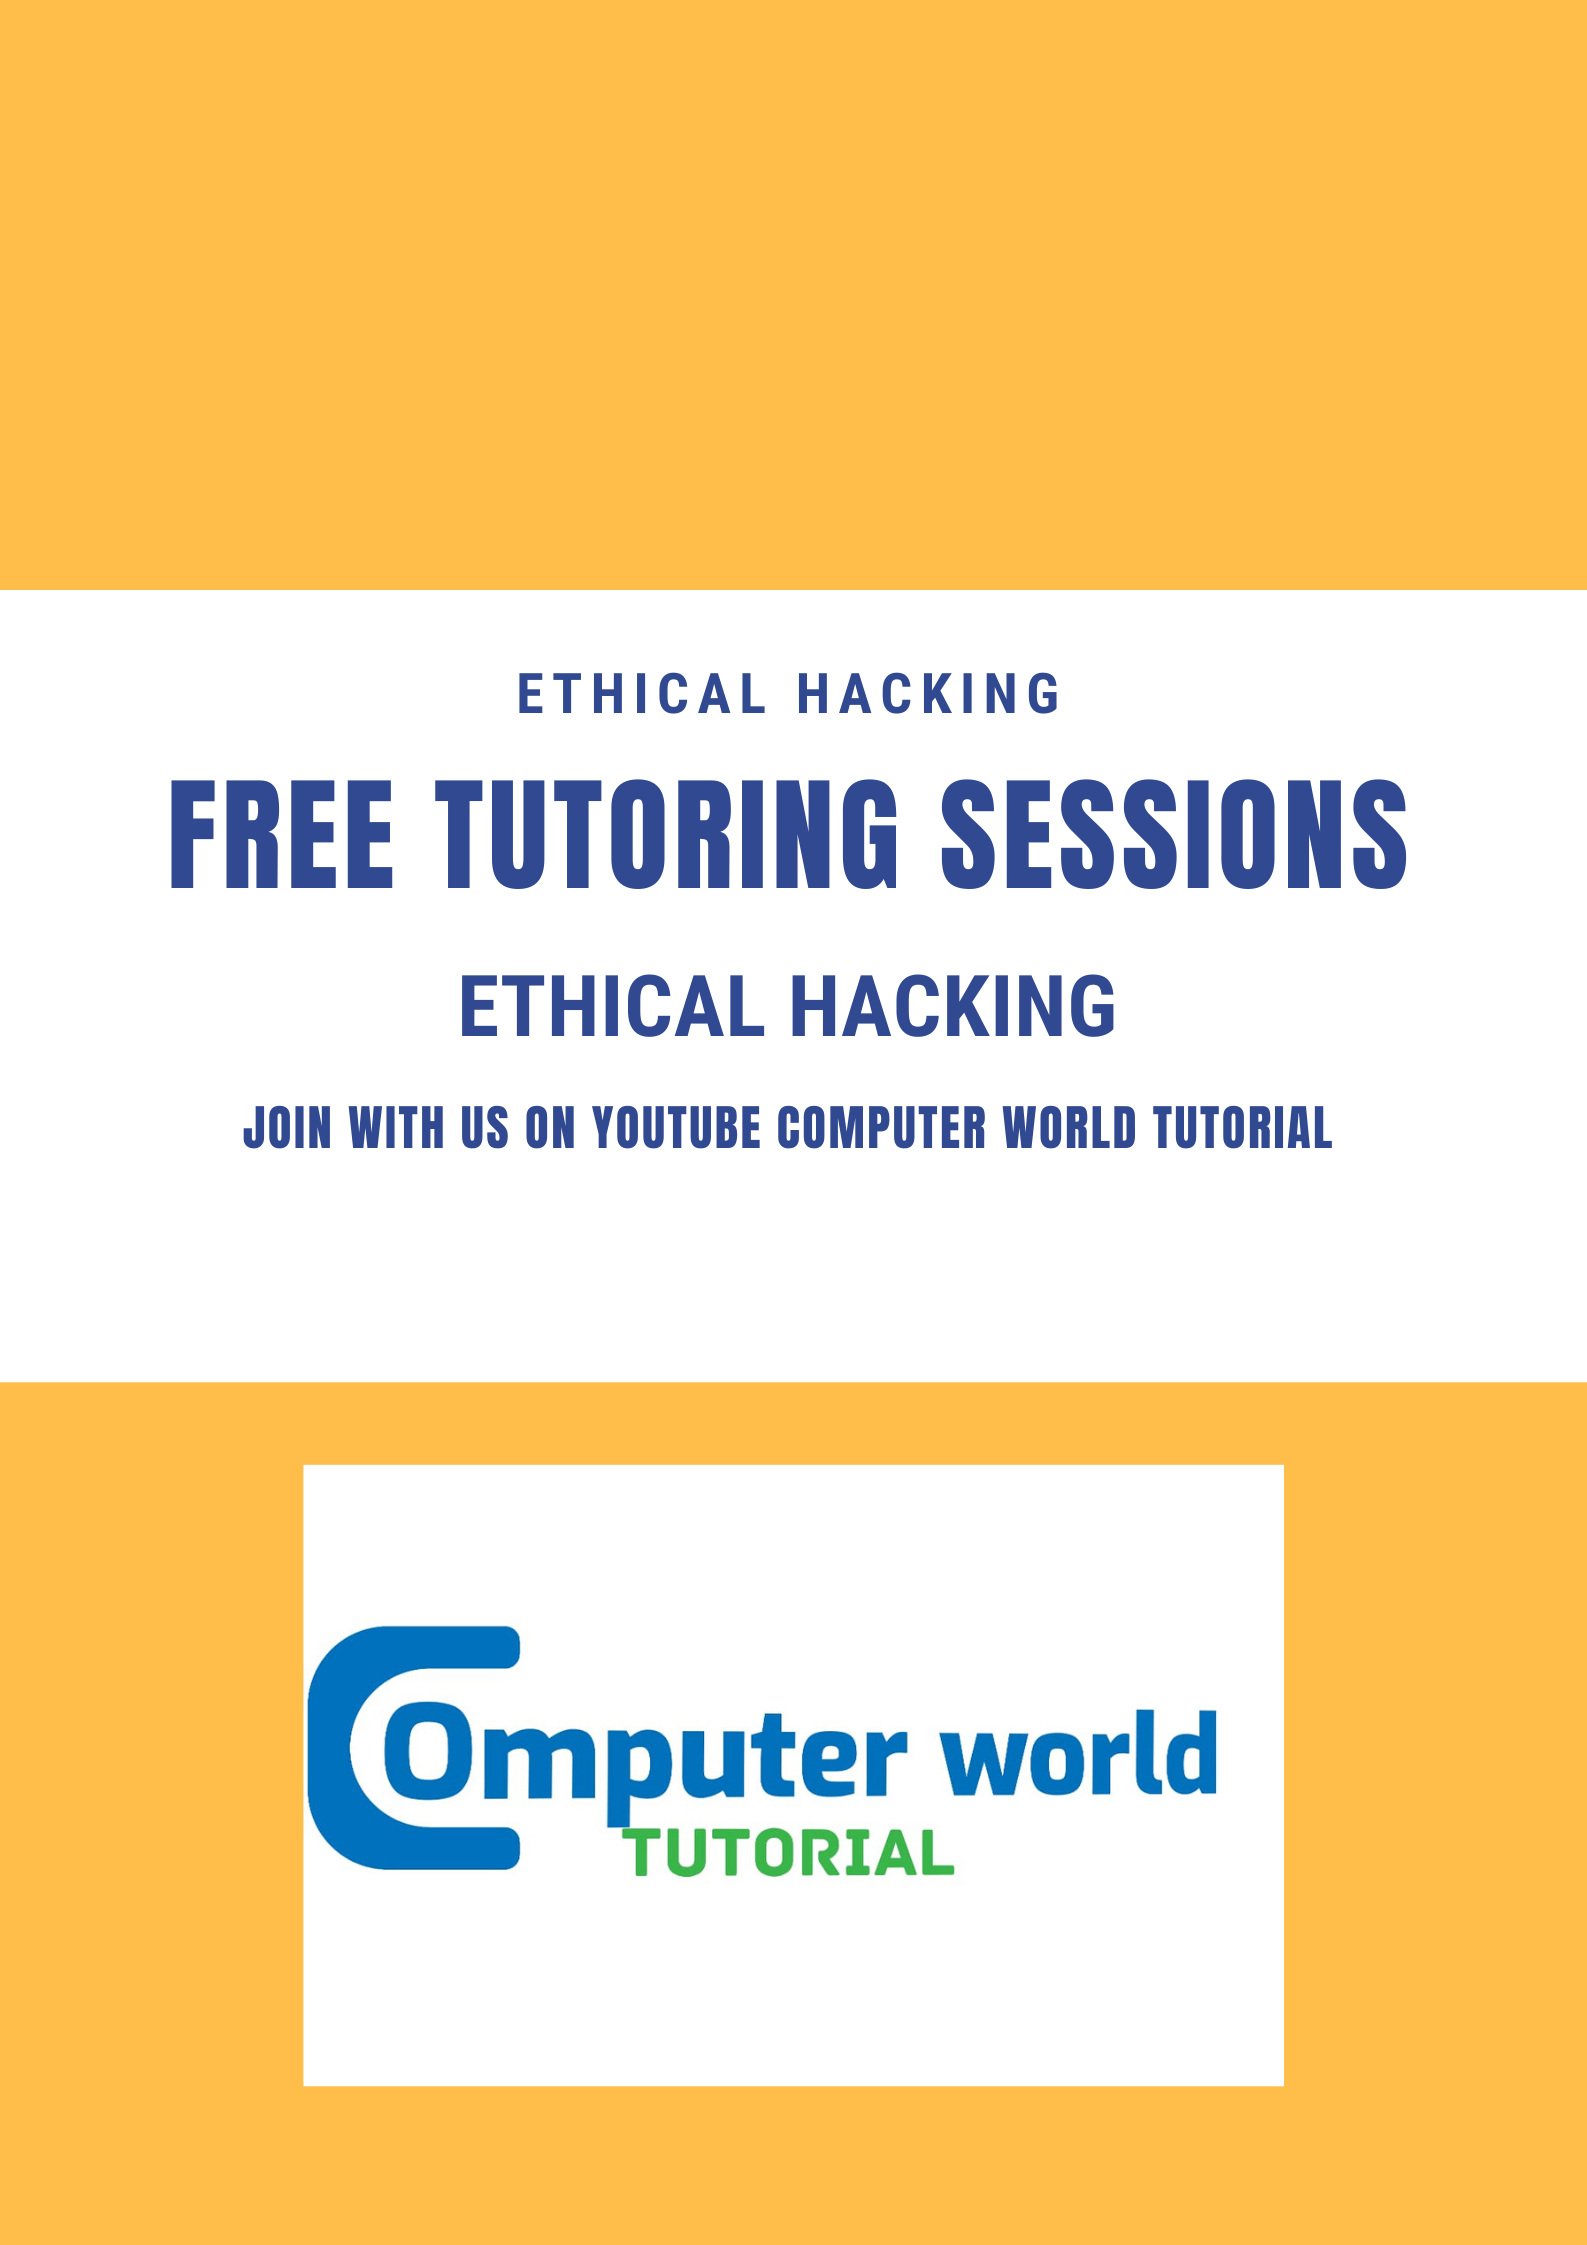 ETHICAL HACKING
FREE TUTORING SESSIONS
ETHICAL HACKING
JOIN WITH US ON YOUTUBE COMPUTER WORLD TUTORIAL
Computer world
TUTORIAL